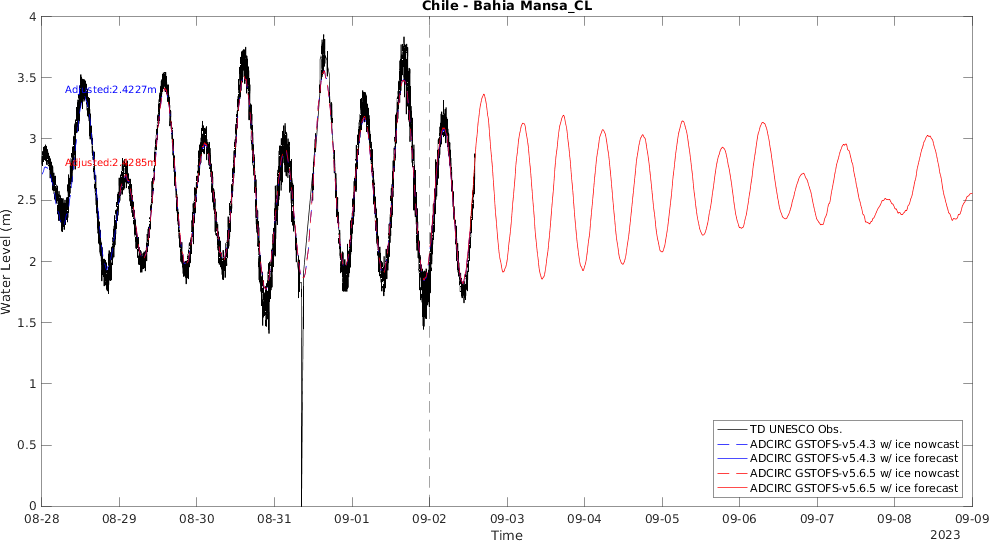 Chile - Bahia Mansa_CL
4
3.5
3
2.5
2
1.5
1
0.5
0
Water Level (m)
Adjusted:2.4227m
TD UNESCO Obs.
ADCIRC GSTOFS-v5.4.3 w/ ice nowcast
ADCIRC GSTOFS-v5.4.3 w/ ice forecast
ADCIRC GSTOFS-v5.6.5 w/ ice nowcast
ADCIRC GSTOFS-v5.6.5 w/ ice forecast
08-28 08-29 08-30 08-31 09-01 09-02 09-03 09-04 09-05 09-06 09-07 09-08 09-09
Time
2023